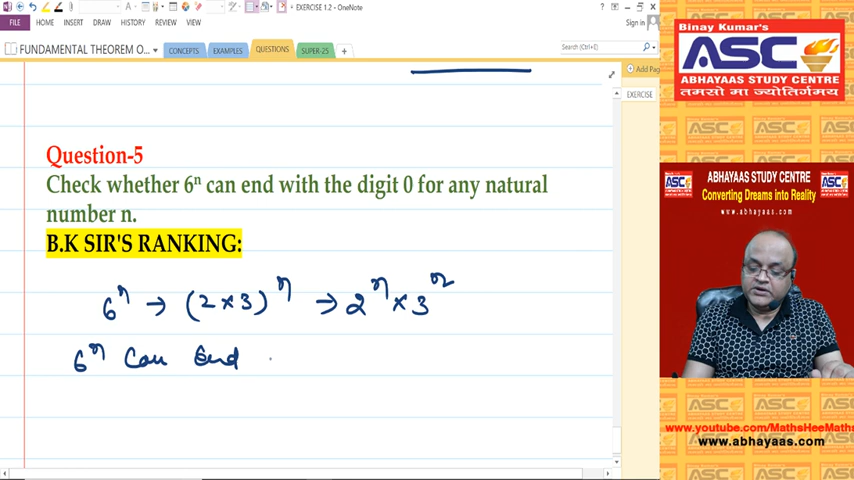 EXERCISE 1.2 - OneNote
FILE HOME INSERT DRAW HISTORY REVIEW VIEW
Sign in
FUNDAMENTAL THEOREM O... CONCEPTS EXAMPLES QUESTIONS SUPER-25 +
Search (Ctrl+E)
Add Pag
EXERCISE
Question-5
Check whether 6ⁿ can end with the digit 0 for any natural
number n.
B.K SIR'S RANKING:
6ⁿ → (2 × 3)ⁿ → 2ⁿ × 3ⁿ
6ⁿ Can End
Binay Kumar's
ASC
ABHAYAAS STUDY CENTRE
तमसो मा ज्योतिर्गमय
ABHAYAAS STUDY CENTRE
Converting Dreams into Reality
www.abhayaas.com
ASC
www.youtube.com/MathsHeeMaths
www.abhayaas.com